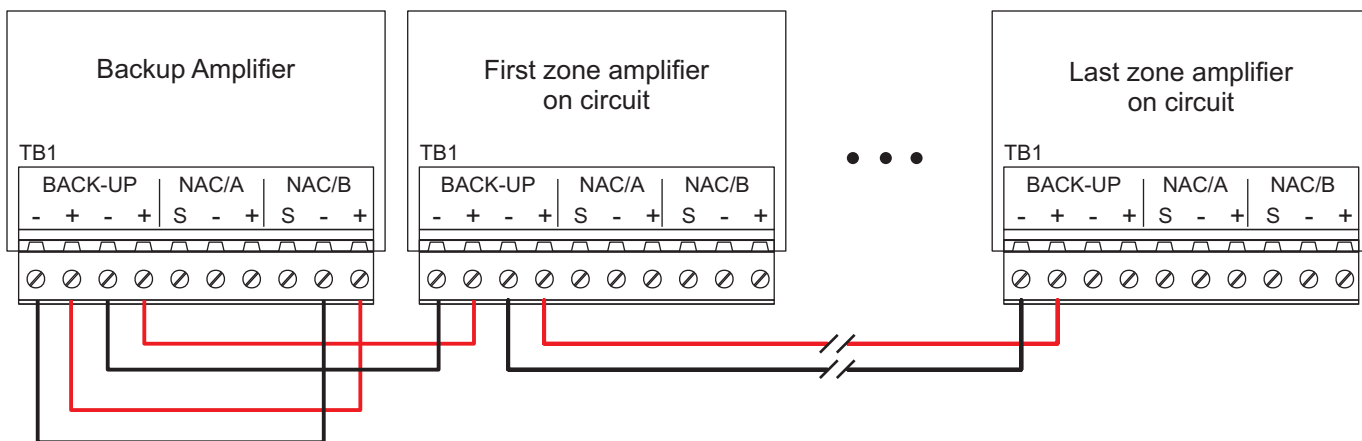 Backup Amplifier
TB1
BACK-UP NAC/A NAC/B
- + - + S - + S - +
First zone amplifier
on circuit
TB1
BACK-UP NAC/A NAC/B
- + - + S - + S - +
Last zone amplifier
on circuit
TB1
BACK-UP NAC/A NAC/B
- + - + S - + S - +